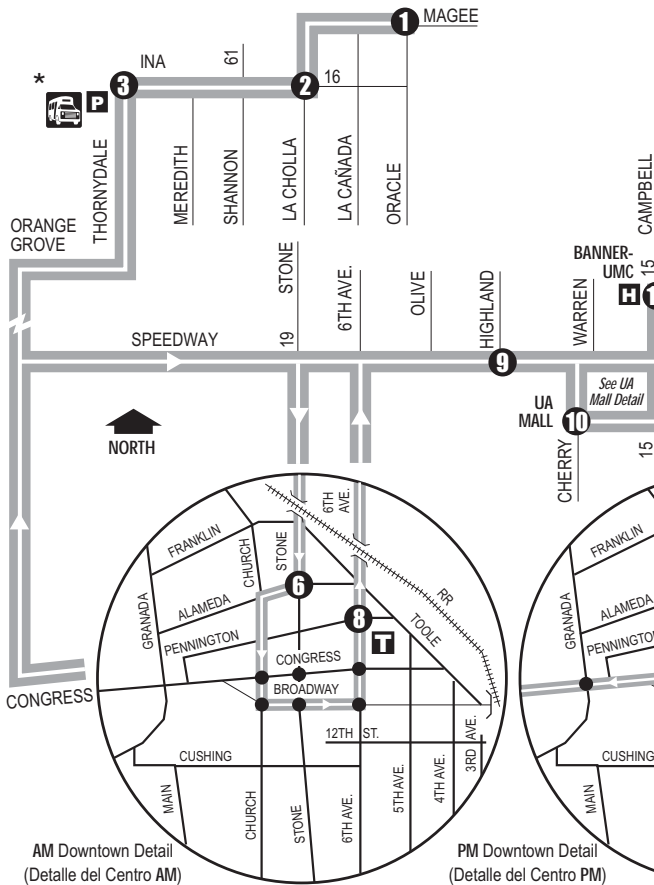 1
MAGEE
INA
61
*
P
3
2
16
THORNYDALE
MEREDITH
SHANNON
LA CHOLLA
LA CAÑADA
ORACLE
CAMPBELL
ORANGE
GROVE
STONE
6TH AVE.
OLIVE
HIGHLAND
WARREN
BANNER-
UMC
15
H
SPEEDWAY
19
9
See UA
Mall Detail
UA
MALL
10
NORTH
CHERRY
15
6TH
AVE.
FRANKLIN
CHURCH
STONE
6
RR
GRANADA
ALAMEDA
8
TOOLE
PENNINGTON
T
CONGRESS
CONGRESS
BROADWAY
12TH ST.
3RD AVE.
CUSHING
MAIN
CHURCH
STONE
6TH AVE.
5TH AVE.
4TH AVE.
AM Downtown Detail
(Detalle del Centro AM)
FRANKLIN
GRANADA
ALAMEDA
CUSHING
MAIN
PM Downtown Detail
(Detalle del Centro PM)